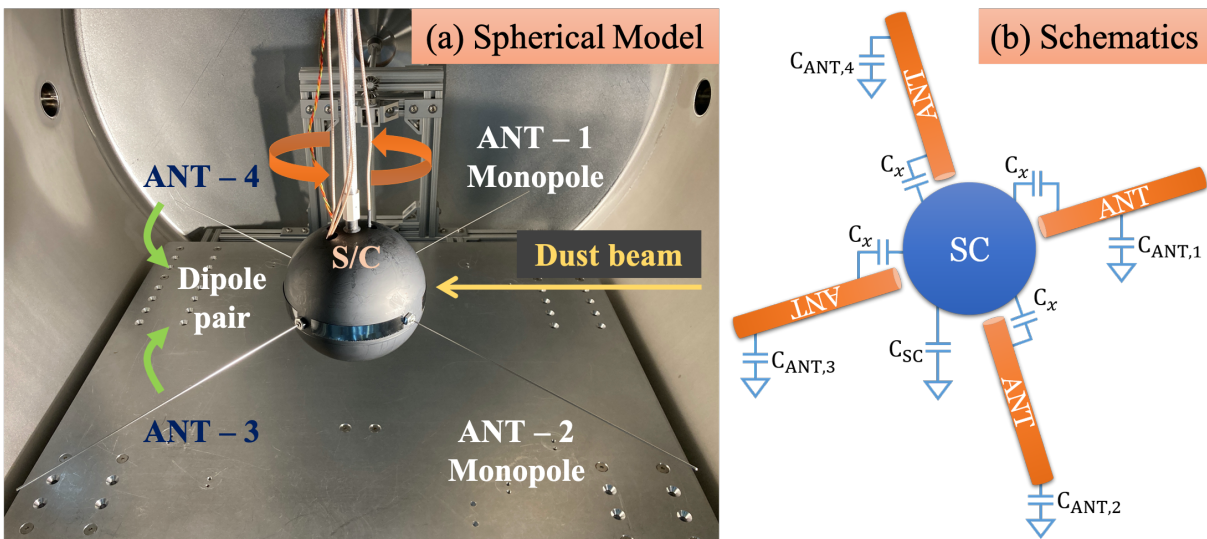 (a) Spherical Model
ANT – 1
Monopole
ANT – 4
S/C
Dust beam
Dipole
pair
ANT – 3
ANT – 2
Monopole
(b) Schematics
C_ANT,4
ANT
C_x
C_x
ANT
C_ANT,1
C_x
SC
ANT
C_x
C_ANT,3
C_SC
ANT
C_ANT,2